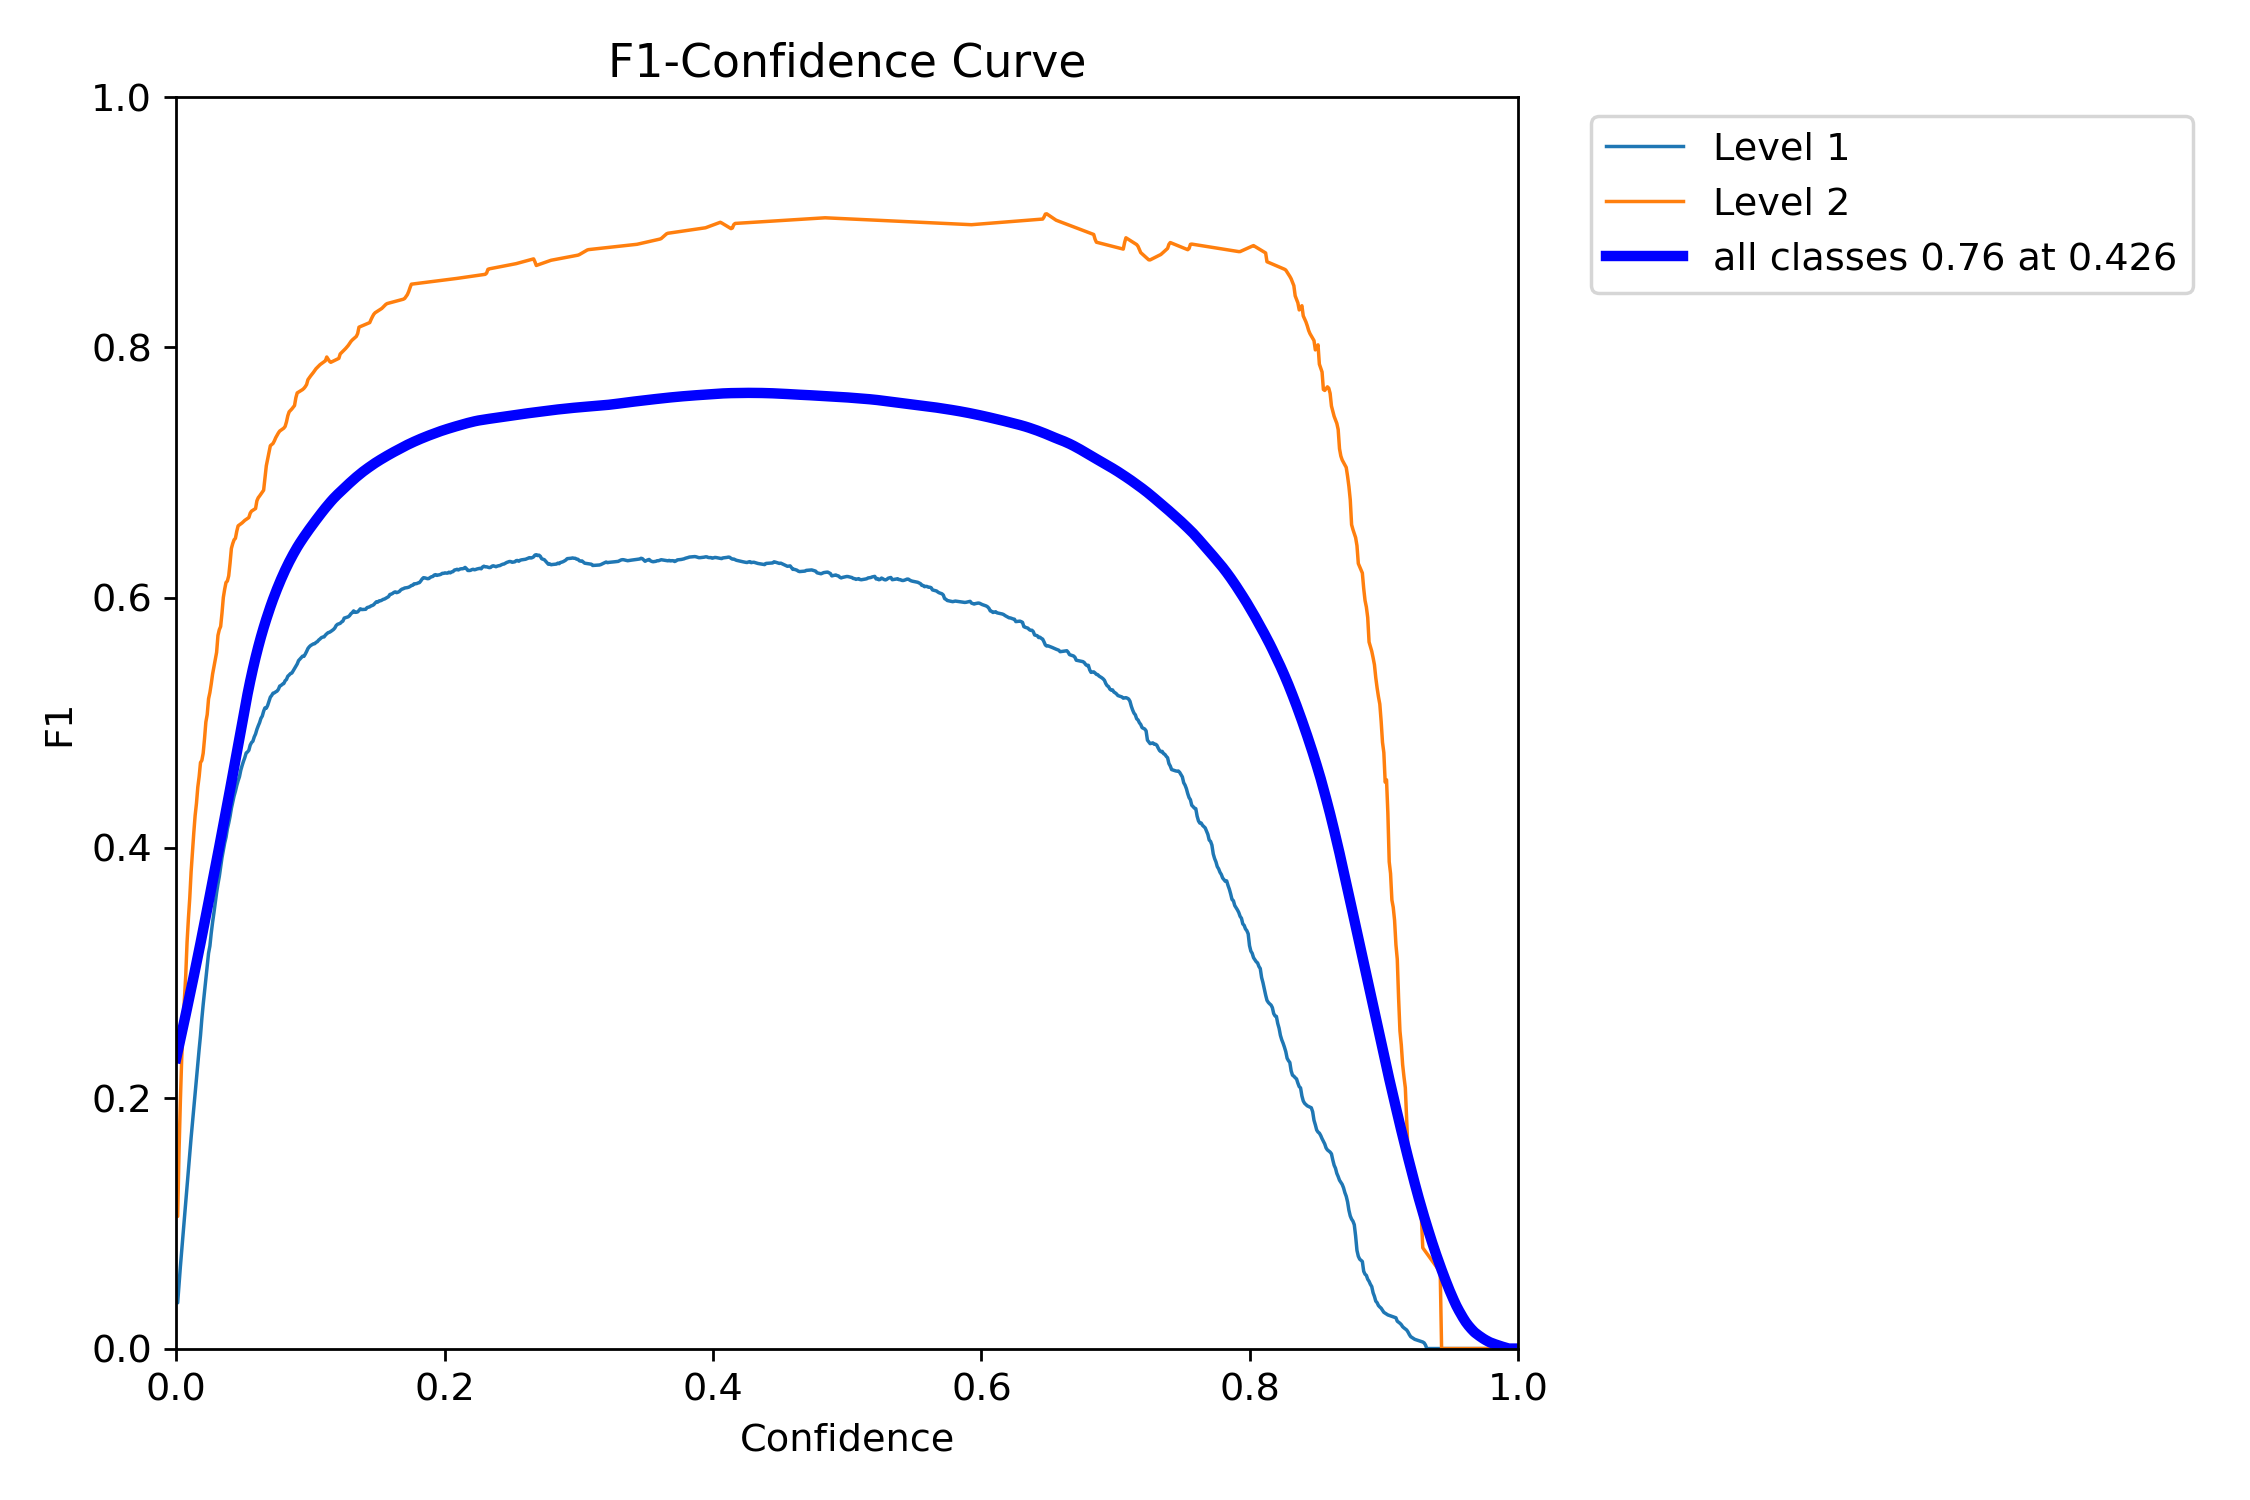 F1-Confidence Curve
1.0
0.8
0.6
0.4
0.2
0.0
F1
0.0 0.2 0.4 0.6 0.8 1.0
Confidence
Level 1
Level 2
all classes 0.76 at 0.426